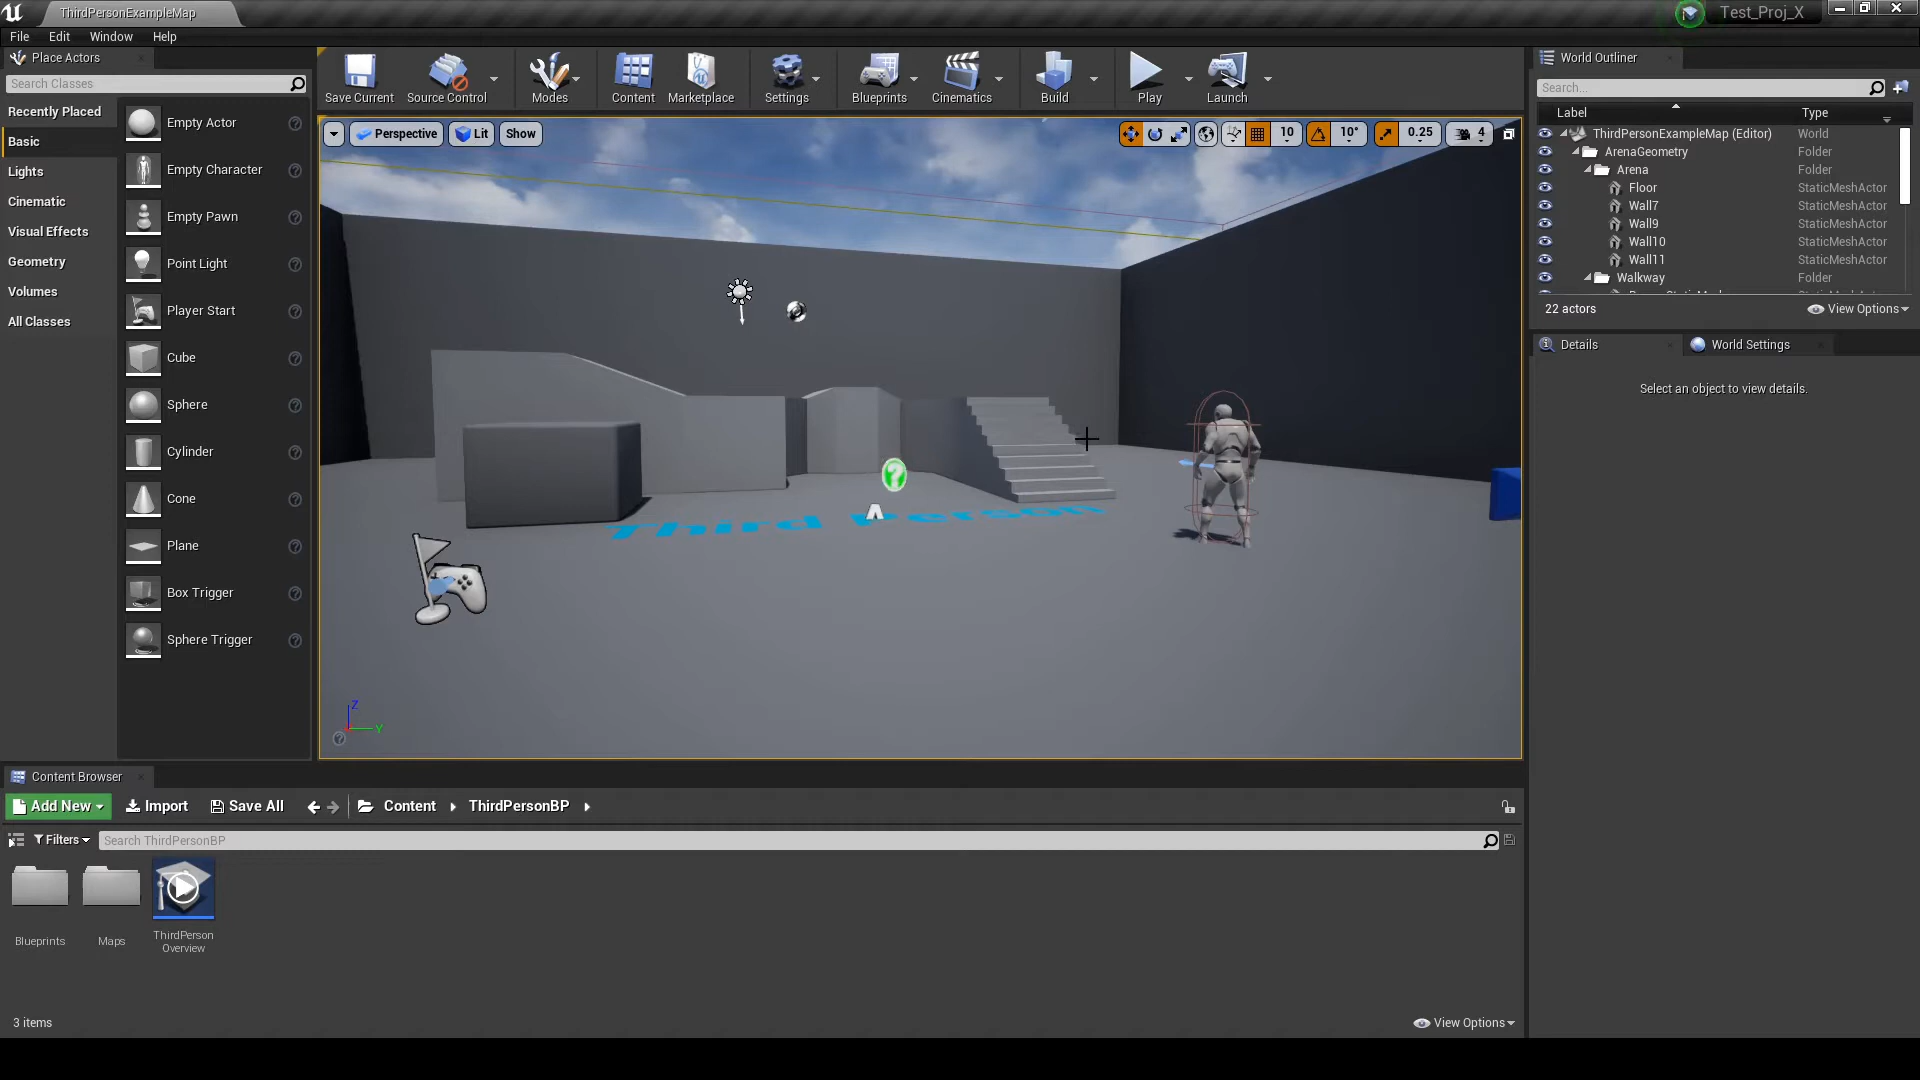 ThirdPersonExampleMap
Test_Proj_X
File Edit Window Help
Place Actors
Search Classes
Recently Placed
Basic
Lights
Cinematic
Visual Effects
Geometry
Volumes
All Classes
Empty Actor
Empty Character
Empty Pawn
Point Light
Player Start
Cube
Sphere
Cylinder
Cone
Plane
Box Trigger
Sphere Trigger
Save Current
Source Control
Modes
Content
Marketplace
Settings
Blueprints
Cinematics
Build
Play
Launch
Perspective Lit Show
10 10° 0.25 4
Third Person
Z
Y
World Outliner
Search...
Label Type
ThirdPersonExampleMap (Editor) World
ArenaGeometry Folder
Arena Folder
Floor StaticMeshActor
Wall7 StaticMeshActor
Wall9 StaticMeshActor
Wall10 StaticMeshActor
Wall11 StaticMeshActor
Walkway Folder
22 actors View Options
Details World Settings
Select an object to view details.
Content Browser
Add New Import Save All Content ThirdPersonBP
Filters Search ThirdPersonBP
Blueprints
Maps
ThirdPerson
Overview
3 items View Options